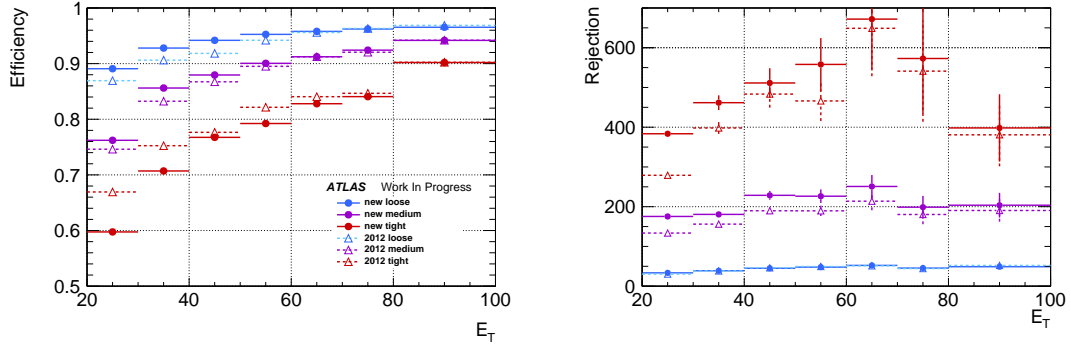 Efficiency
1
0.9
0.8
0.7
0.6
0.5
20 40 60 80 100
E_T
ATLAS Work In Progress
new loose
new medium
new tight
2012 loose
2012 medium
2012 tight
Rejection
600
400
200
0
20 40 60 80 100
E_T